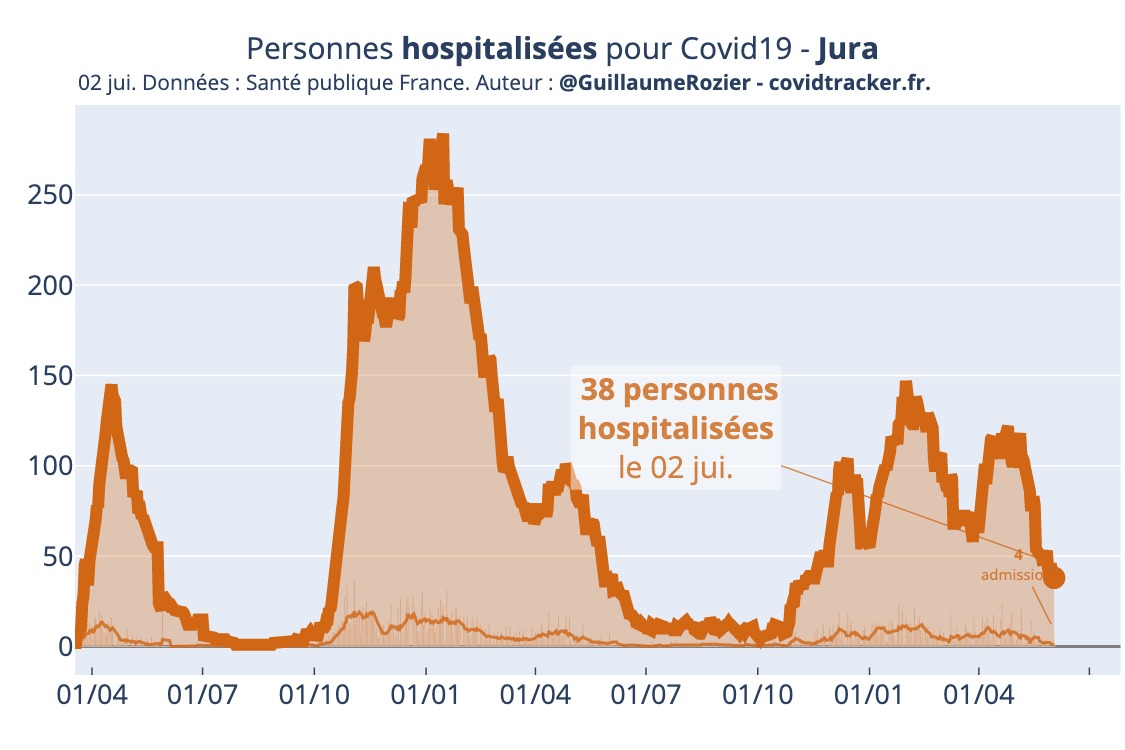 Personnes hospitalisées pour Covid19 - Jura
02 jui. Données : Santé publique France. Auteur : @GuillaumeRozier - covidtracker.fr.
250
200
150
100
50
0
38 personnes
hospitalisées
le 02 jui.
4
admissio
01/04 01/07 01/10 01/01 01/04 01/07 01/10 01/01 01/04